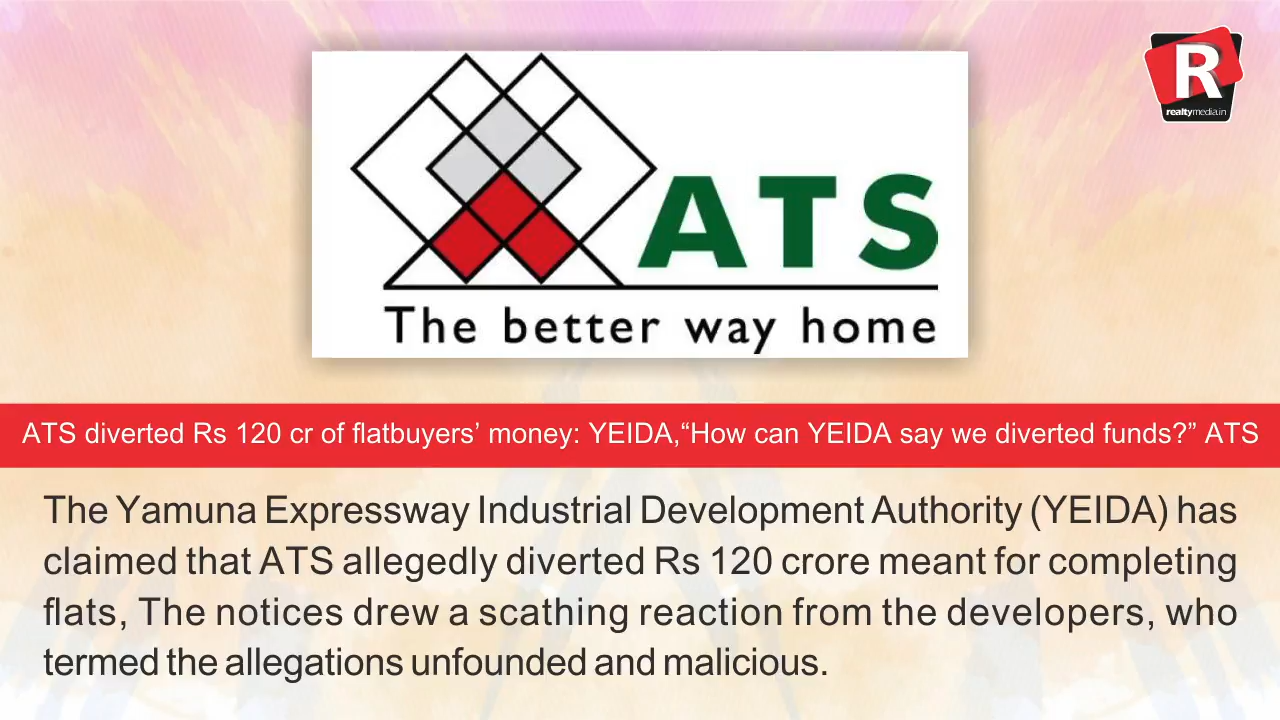 R
realtymedia.in
ATS
The better way home
ATS diverted Rs 120 cr of flatbuyers’ money: YEIDA,“How can YEIDA say we diverted funds?” ATS
The Yamuna Expressway Industrial Development Authority (YEIDA) has
claimed that ATS allegedly diverted Rs 120 crore meant for completing
flats, The notices drew a scathing reaction from the developers, who
termed the allegations unfounded and malicious.